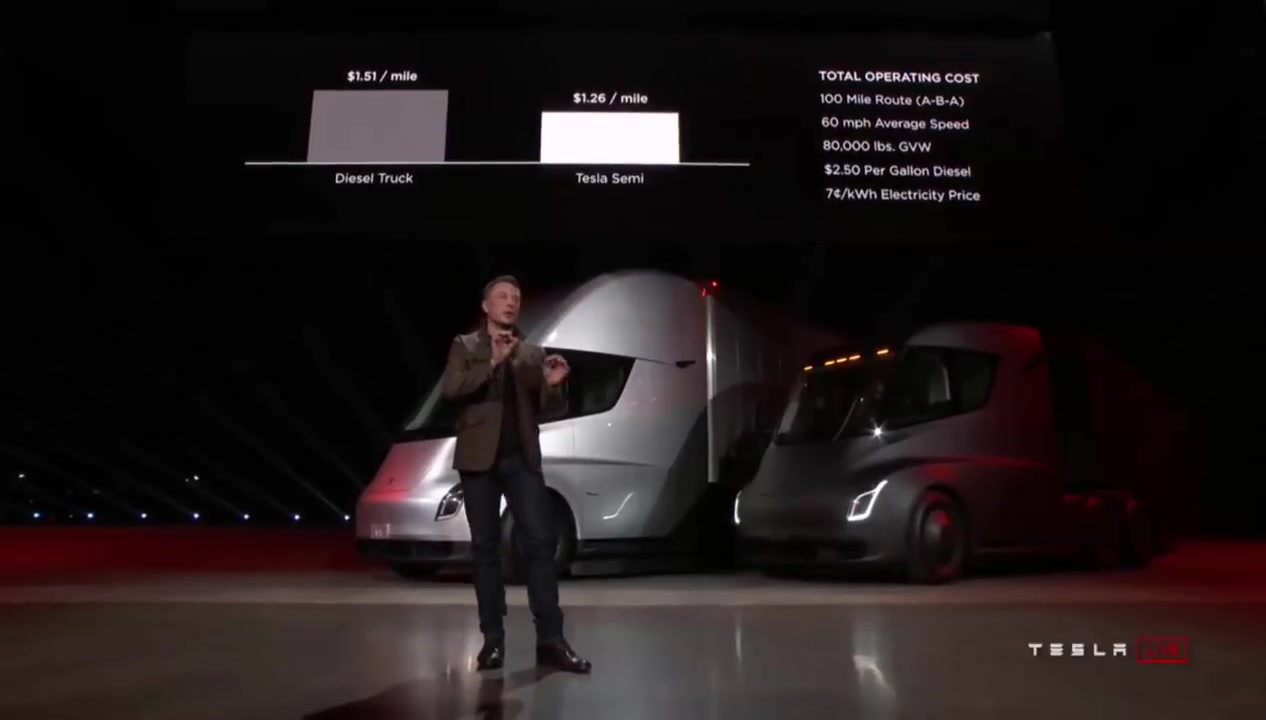 $1.51 / mile
$1.26 / mile
Diesel Truck
Tesla Semi
TOTAL OPERATING COST
100 Mile Route (A-B-A)
60 mph Average Speed
80,000 lbs. GVW
$2.50 Per Gallon Diesel
7¢/kWh Electricity Price
TESLA LIVE